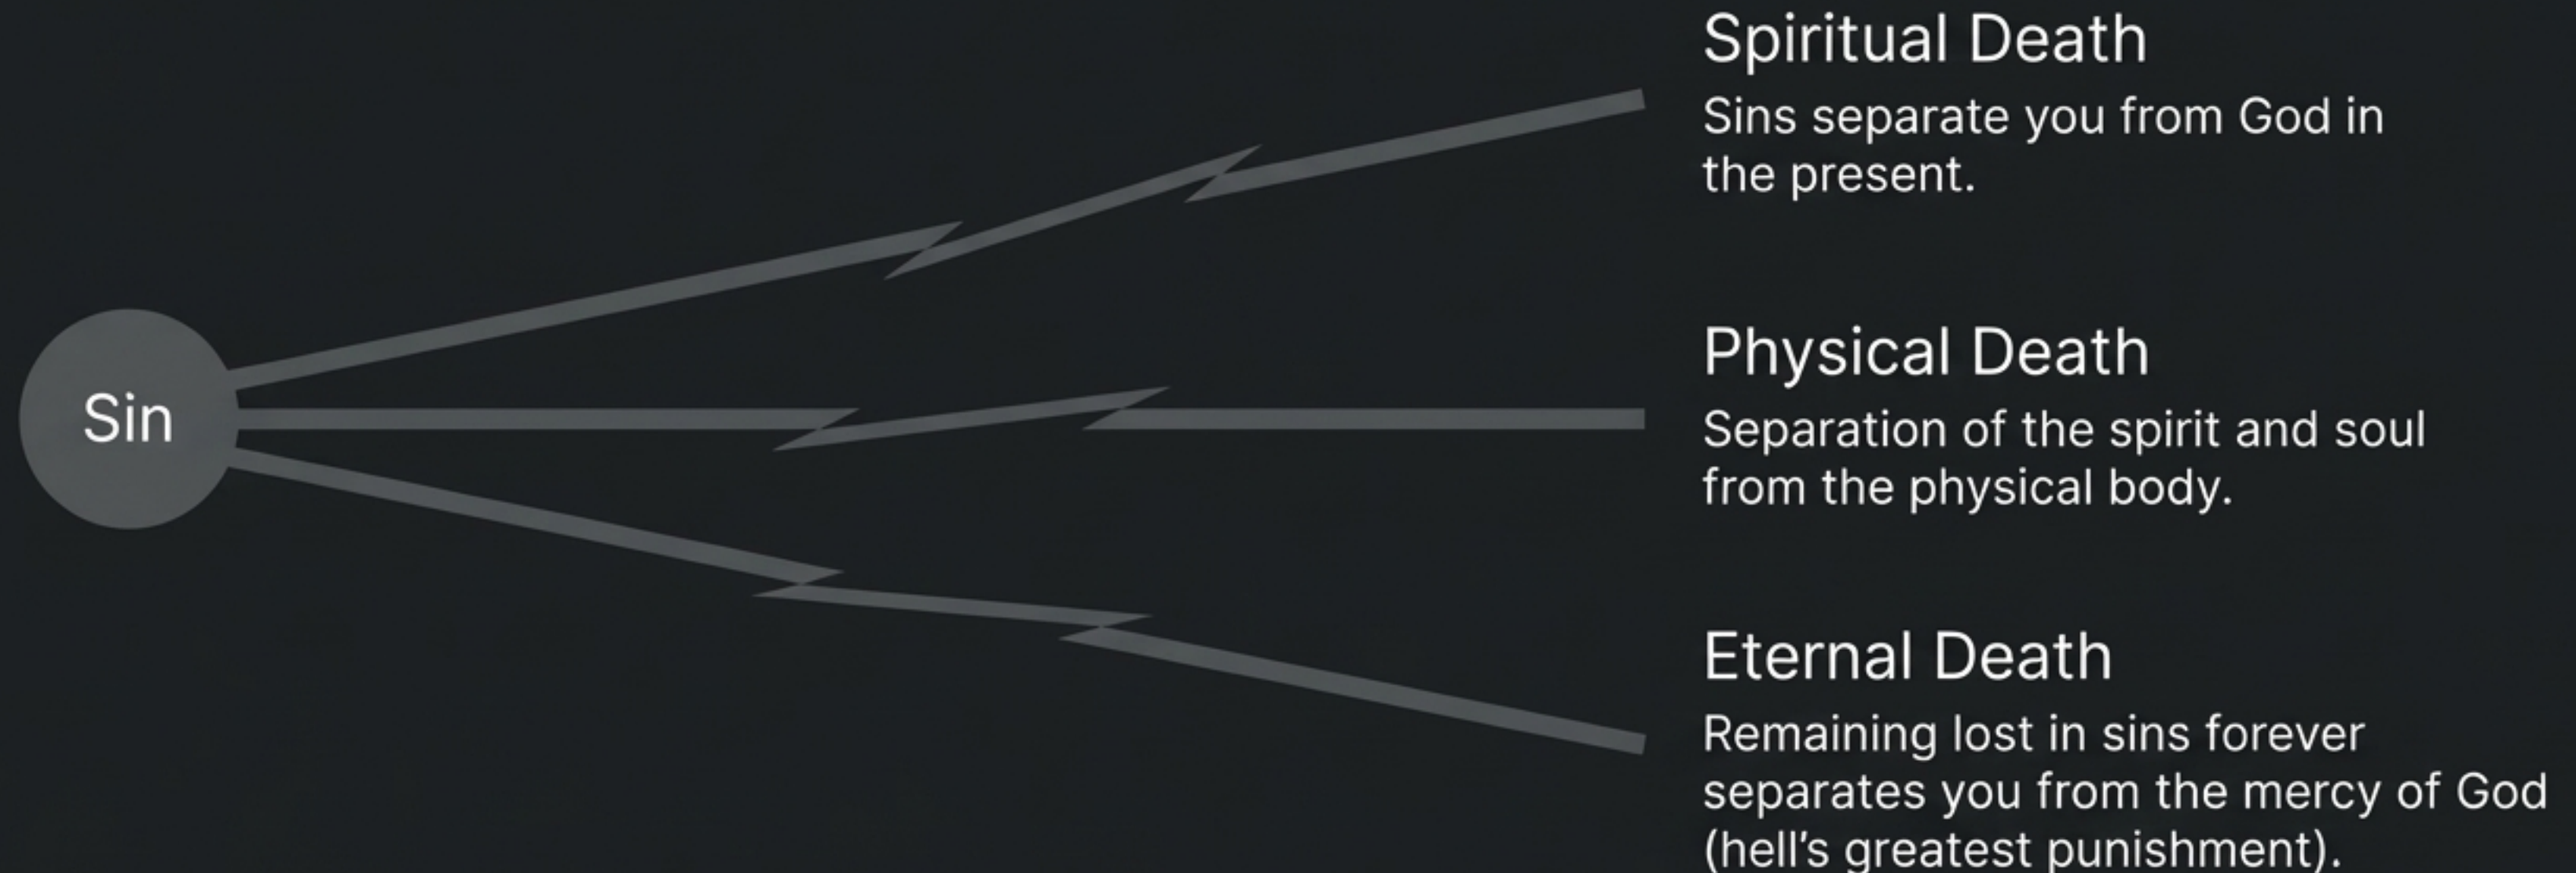 Sin
Spiritual Death
Sins separate you from God in
the present.
Physical Death
Separation of the spirit and soul
from the physical body.
Eternal Death
Remaining lost in sins forever
separates you from the mercy of God
(hell’s greatest punishment).